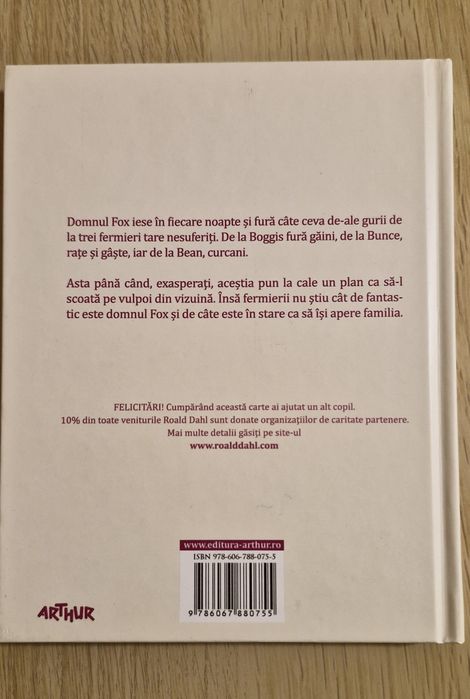 Domnul Fox iese în fiecare noapte și fură câte ceva de-ale gurii de
la trei fermieri tare nesuferiți. De la Boggis fură găini, de la Bunce,
rațe și gâște, iar de la Bean, curcani.
Asta până când, exasperați, aceștia pun la cale un plan ca să-l
scoată pe vulpoi din vizuină. Însă fermierii nu știu cât de fantas-
tic este domnul Fox și de câte este în stare ca să își apere familia.
FELICITĂRI! Cumpărând această carte ai ajutat un alt copil.
10% din toate veniturile Roald Dahl sunt donate organizațiilor de caritate partenere.
Mai multe detalii găsiți pe site-ul
www.roalddahl.com
www.editura-arthur.ro
ISBN 978-606-788-075-5
9 786067 880755
ARTHUR